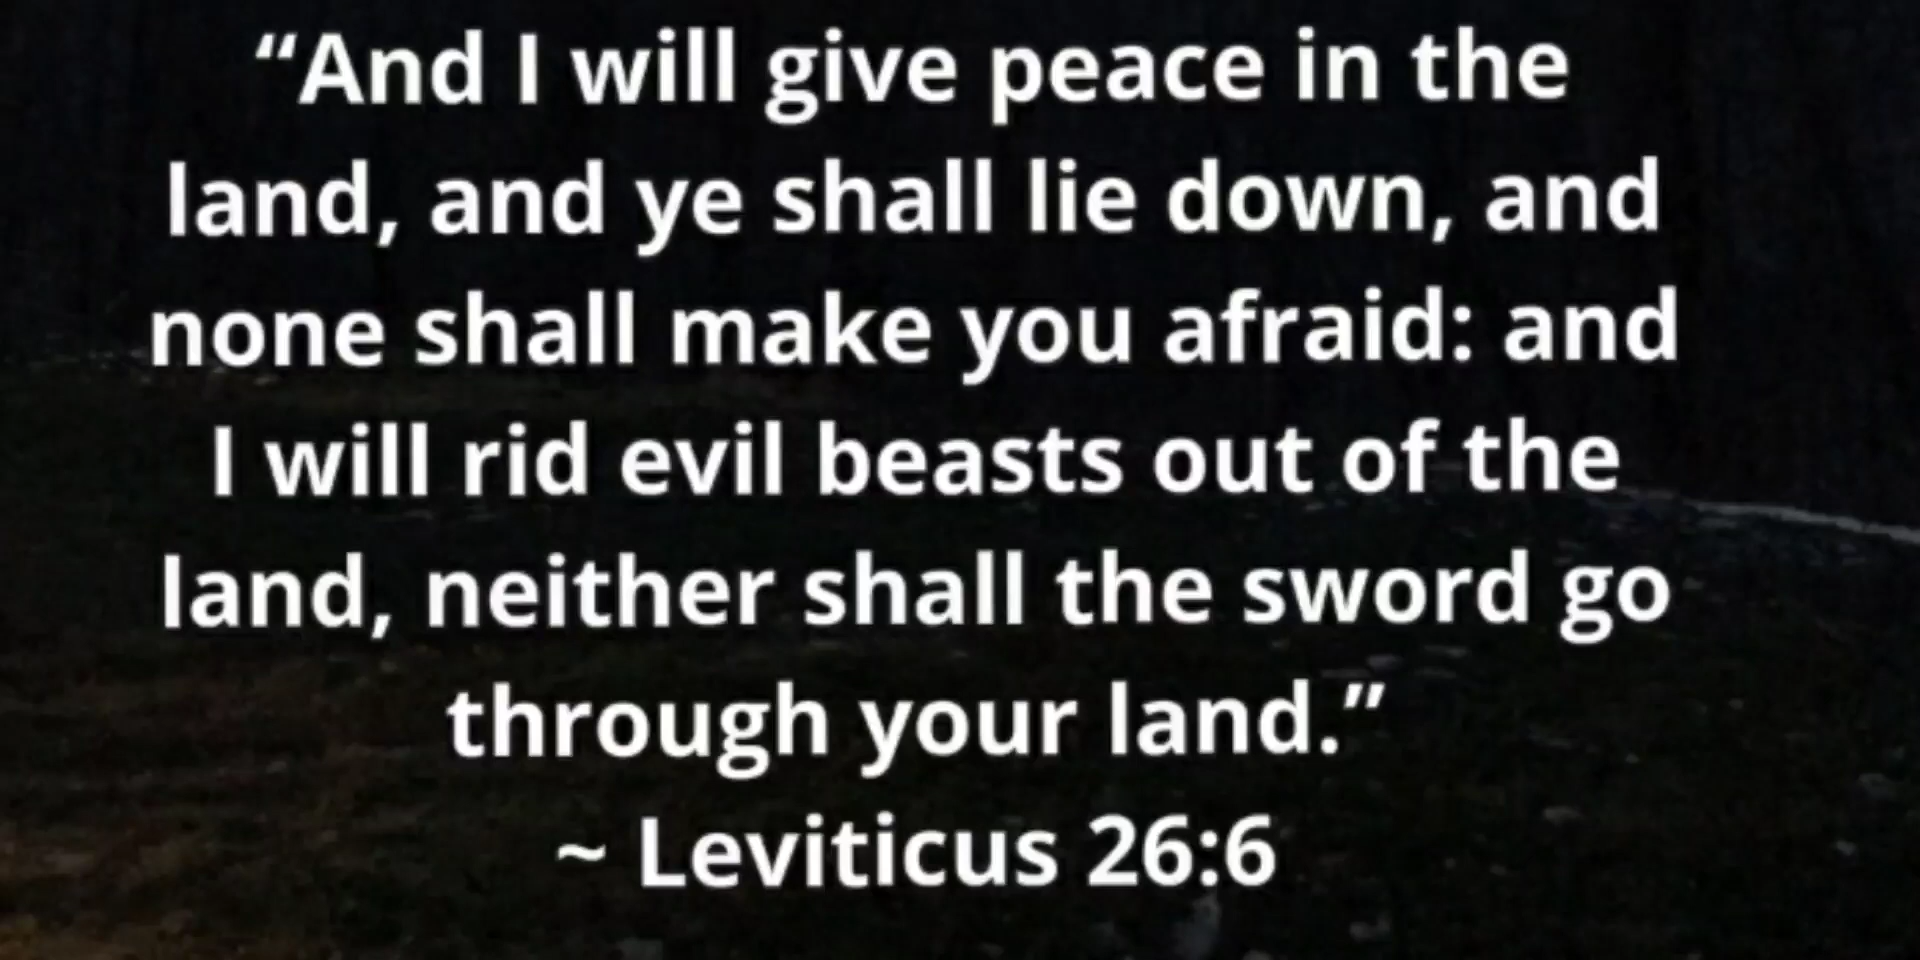 “And I will give peace in the
land, and ye shall lie down, and
none shall make you afraid: and
I will rid evil beasts out of the
land, neither shall the sword go
through your land.”
~ Leviticus 26:6